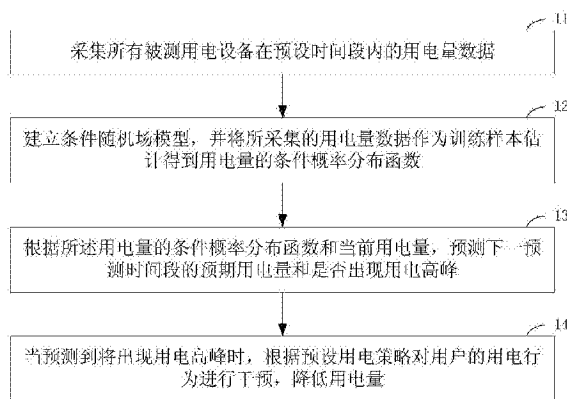 11
采集所有被测用电设备在预设时间段内的用电量数据
12
建立条件随机场模型，并将所采集的用电量数据作为训练样本估
计得到用电量的条件概率分布函数
13
根据所述用电量的条件概率分布函数和当前用电量，预测下一预
测时间段的预期用电量和是否出现用电高峰
14
当预测到将出现用电高峰时，根据预设用电策略对用户的用电行
为进行干预，降低用电量